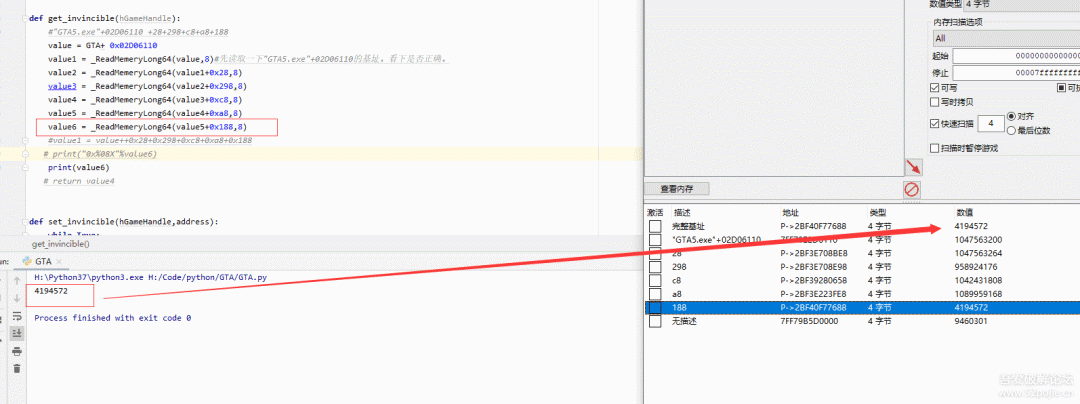 def get_invincible(hGameHandle):
#"GTA5.exe"+02D06110 +28+298+c8+a8+188
value = GTA+ 0x02D06110
value1 = _ReadMemeryLong64(value,8)#先读取一下"GTA5.exe"+02D06110的基址。看下是否正确。
value2 = _ReadMemeryLong64(value1+0x28,8)
value3 = _ReadMemeryLong64(value2+0x298,8)
value4 = _ReadMemeryLong64(value3+0xc8,8)
value5 = _ReadMemeryLong64(value4+0xa8,8)
value6 = _ReadMemeryLong64(value5+0x188,8)
#value1 = value++0x28+0x298+0xc8+0xa8+0x188
# print("0x%08X"%value6)
print(value6)
# return value4
def set_invincible(hGameHandle,address):
while True:
get_invincible()
un:
GTA
H:\Python37\python3.exe H:/Code/python/GTA/GTA.py
4194572
Process finished with exit code 0
数值类型 4 字节
内存扫描选项
All
起始 0000000000000
停止 00007fffffffff
可写
写时拷贝
快速扫描 4
对齐
最后位数
扫描时暂停游戏
查看内存
激活 描述 地址 类型 数值
完整基址 P->2BF40F77688 4 字节 4194572
"GTA5.exe"+02D06110 4 字节 1047563200
28 P->2BF3E708BE8 4 字节 1047563264
298 P->2BF3E708E98 4 字节 958924176
c8 P->2BF39280658 4 字节 1042431808
a8 P->2BF3E223FE8 4 字节 1089959168
188 P->2BF40F77688 4 字节 4194572
无描述 7FF79B5D0000 4 字节 9460301
吾爱破解论坛
www.52pojie.cn